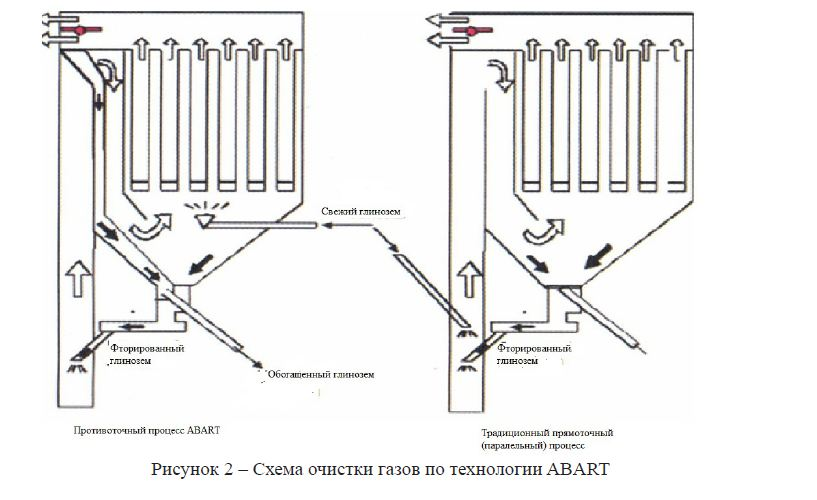 Свежий глинозем
Фторированный
глинозем
Обогащенный глинозем
Фторированный
глинозем
Противоточный процесс ABART
Традиционный прямоточный
(паралельный) процесс
Рисунок 2 – Схема очистки газов по технологии ABART